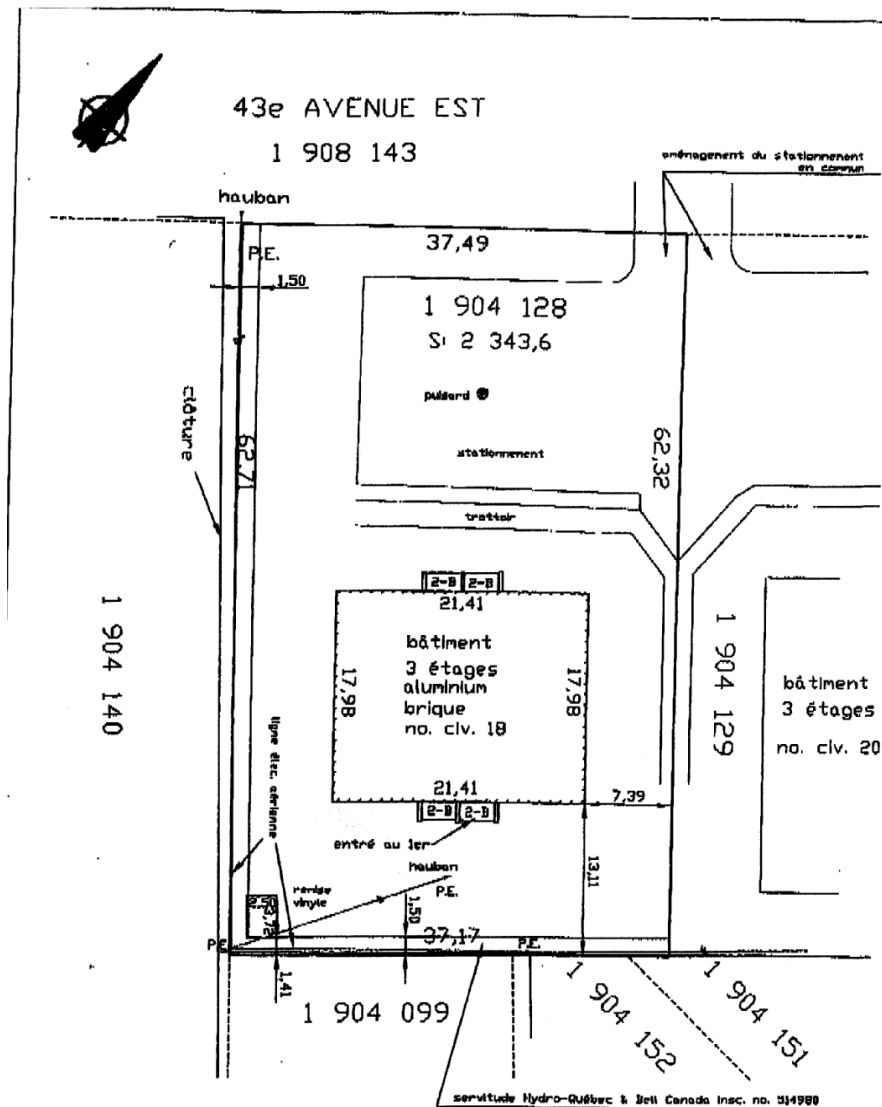 43e AVENUE EST
1 908 143
aménagement du stationnement
en commun
hauban
P.E.
37,49
1,50
1 904 128
S: 2 343,6
puisard
clôture
62,71
62,32
stationnement
trottoir
2-B 2-B
21,41
1 904 140
bâtiment
3 étages
aluminium
brique
no. civ. 18
17,98
17,98
1 904 129
bâtiment
3 étages
no. civ. 20
ligne élec. aérienne
21,41
2-B 2-B
7,39
entré au 1er
hauban
P.E.
13,11
remise
vinyle
2,50
1,50
P.E.
37,17
P.E.
1,41
1 904 099
1 904 152
1 904 151
servitude Hydro-Québec & Bell Canada insc. no. 514980